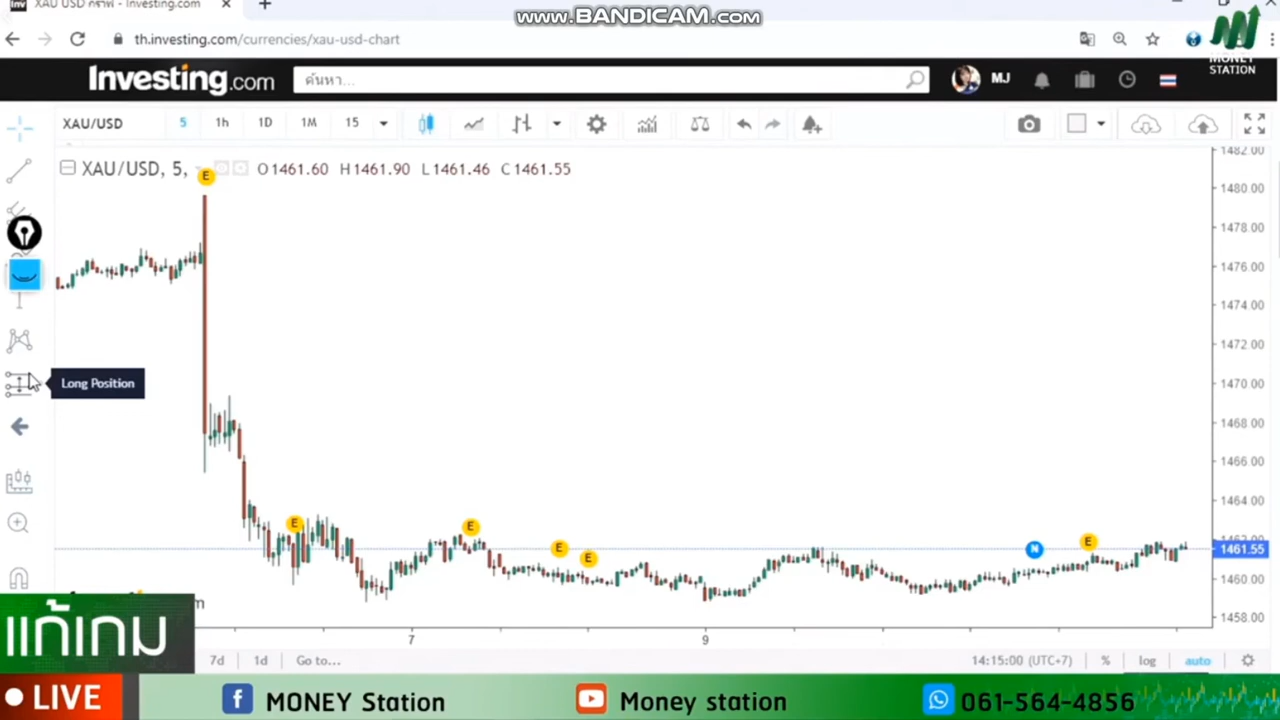 XAU USD กราฟ - Investing.com
www.BANDICAM.com
th.investing.com/currencies/xau-usd-chart
MONEY
STATION
Investing.com
ค้นหา...
MJ
XAU/USD 5 1h 1D 1M 15
XAU/USD, 5, O1461.60 H1461.90 L1461.46 C1461.55
E
Long Position
E
E
E
E
N
E
1482.00
1480.00
1478.00
1476.00
1474.00
1472.00
1470.00
1468.00
1466.00
1464.00
1462.00
1461.55
1460.00
1458.00
7 9
7d 1d Go to... 14:15:00 (UTC+7) % log auto
แก้เกม
LIVE
MONEY Station
Money station
061-564-4856